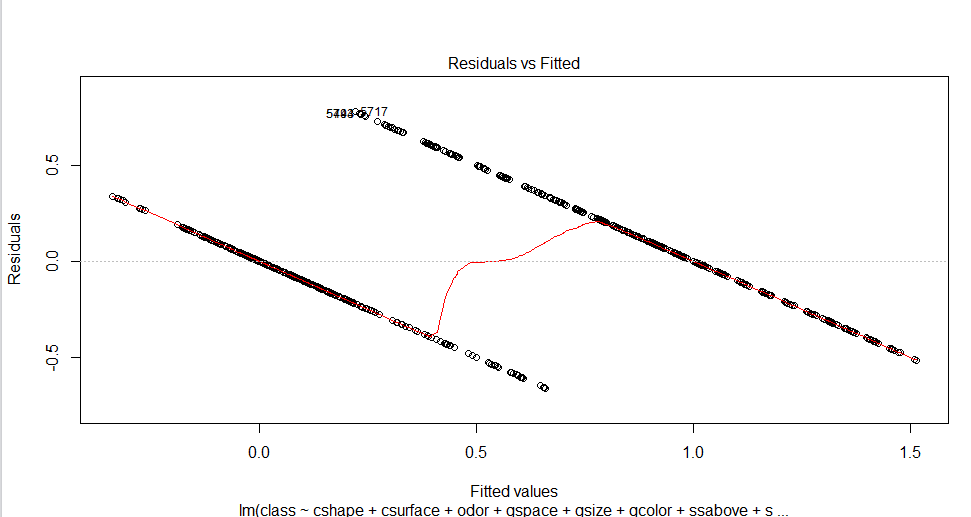 Residuals vs Fitted
5717
0.5
0.0
-0.5
Residuals
0.0 0.5 1.0 1.5
Fitted values
lm(class ~ cshape + csurface + odor + gspace + gsize + gcolor + ssabove + s ...